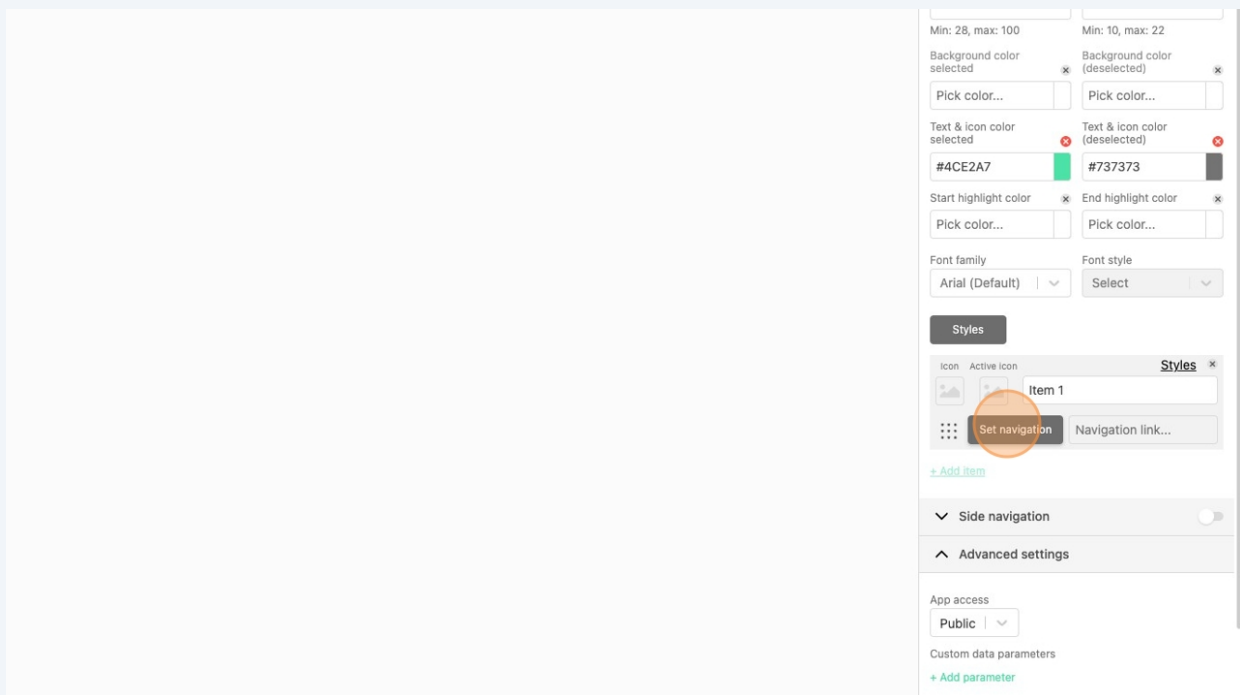 Min: 28, max: 100 Min: 10, max: 22
Background color selected Background color (deselected)
Pick color... Pick color...
Text & icon color selected Text & icon color (deselected)
#4CE2A7 #737373
Start highlight color End highlight color
Pick color... Pick color...
Font family Font style
Arial (Default) Select
Styles
Icon Active icon Styles
Item 1
Set navigation Navigation link...
+ Add item
Side navigation
Advanced settings
App access
Public
Custom data parameters
+ Add parameter